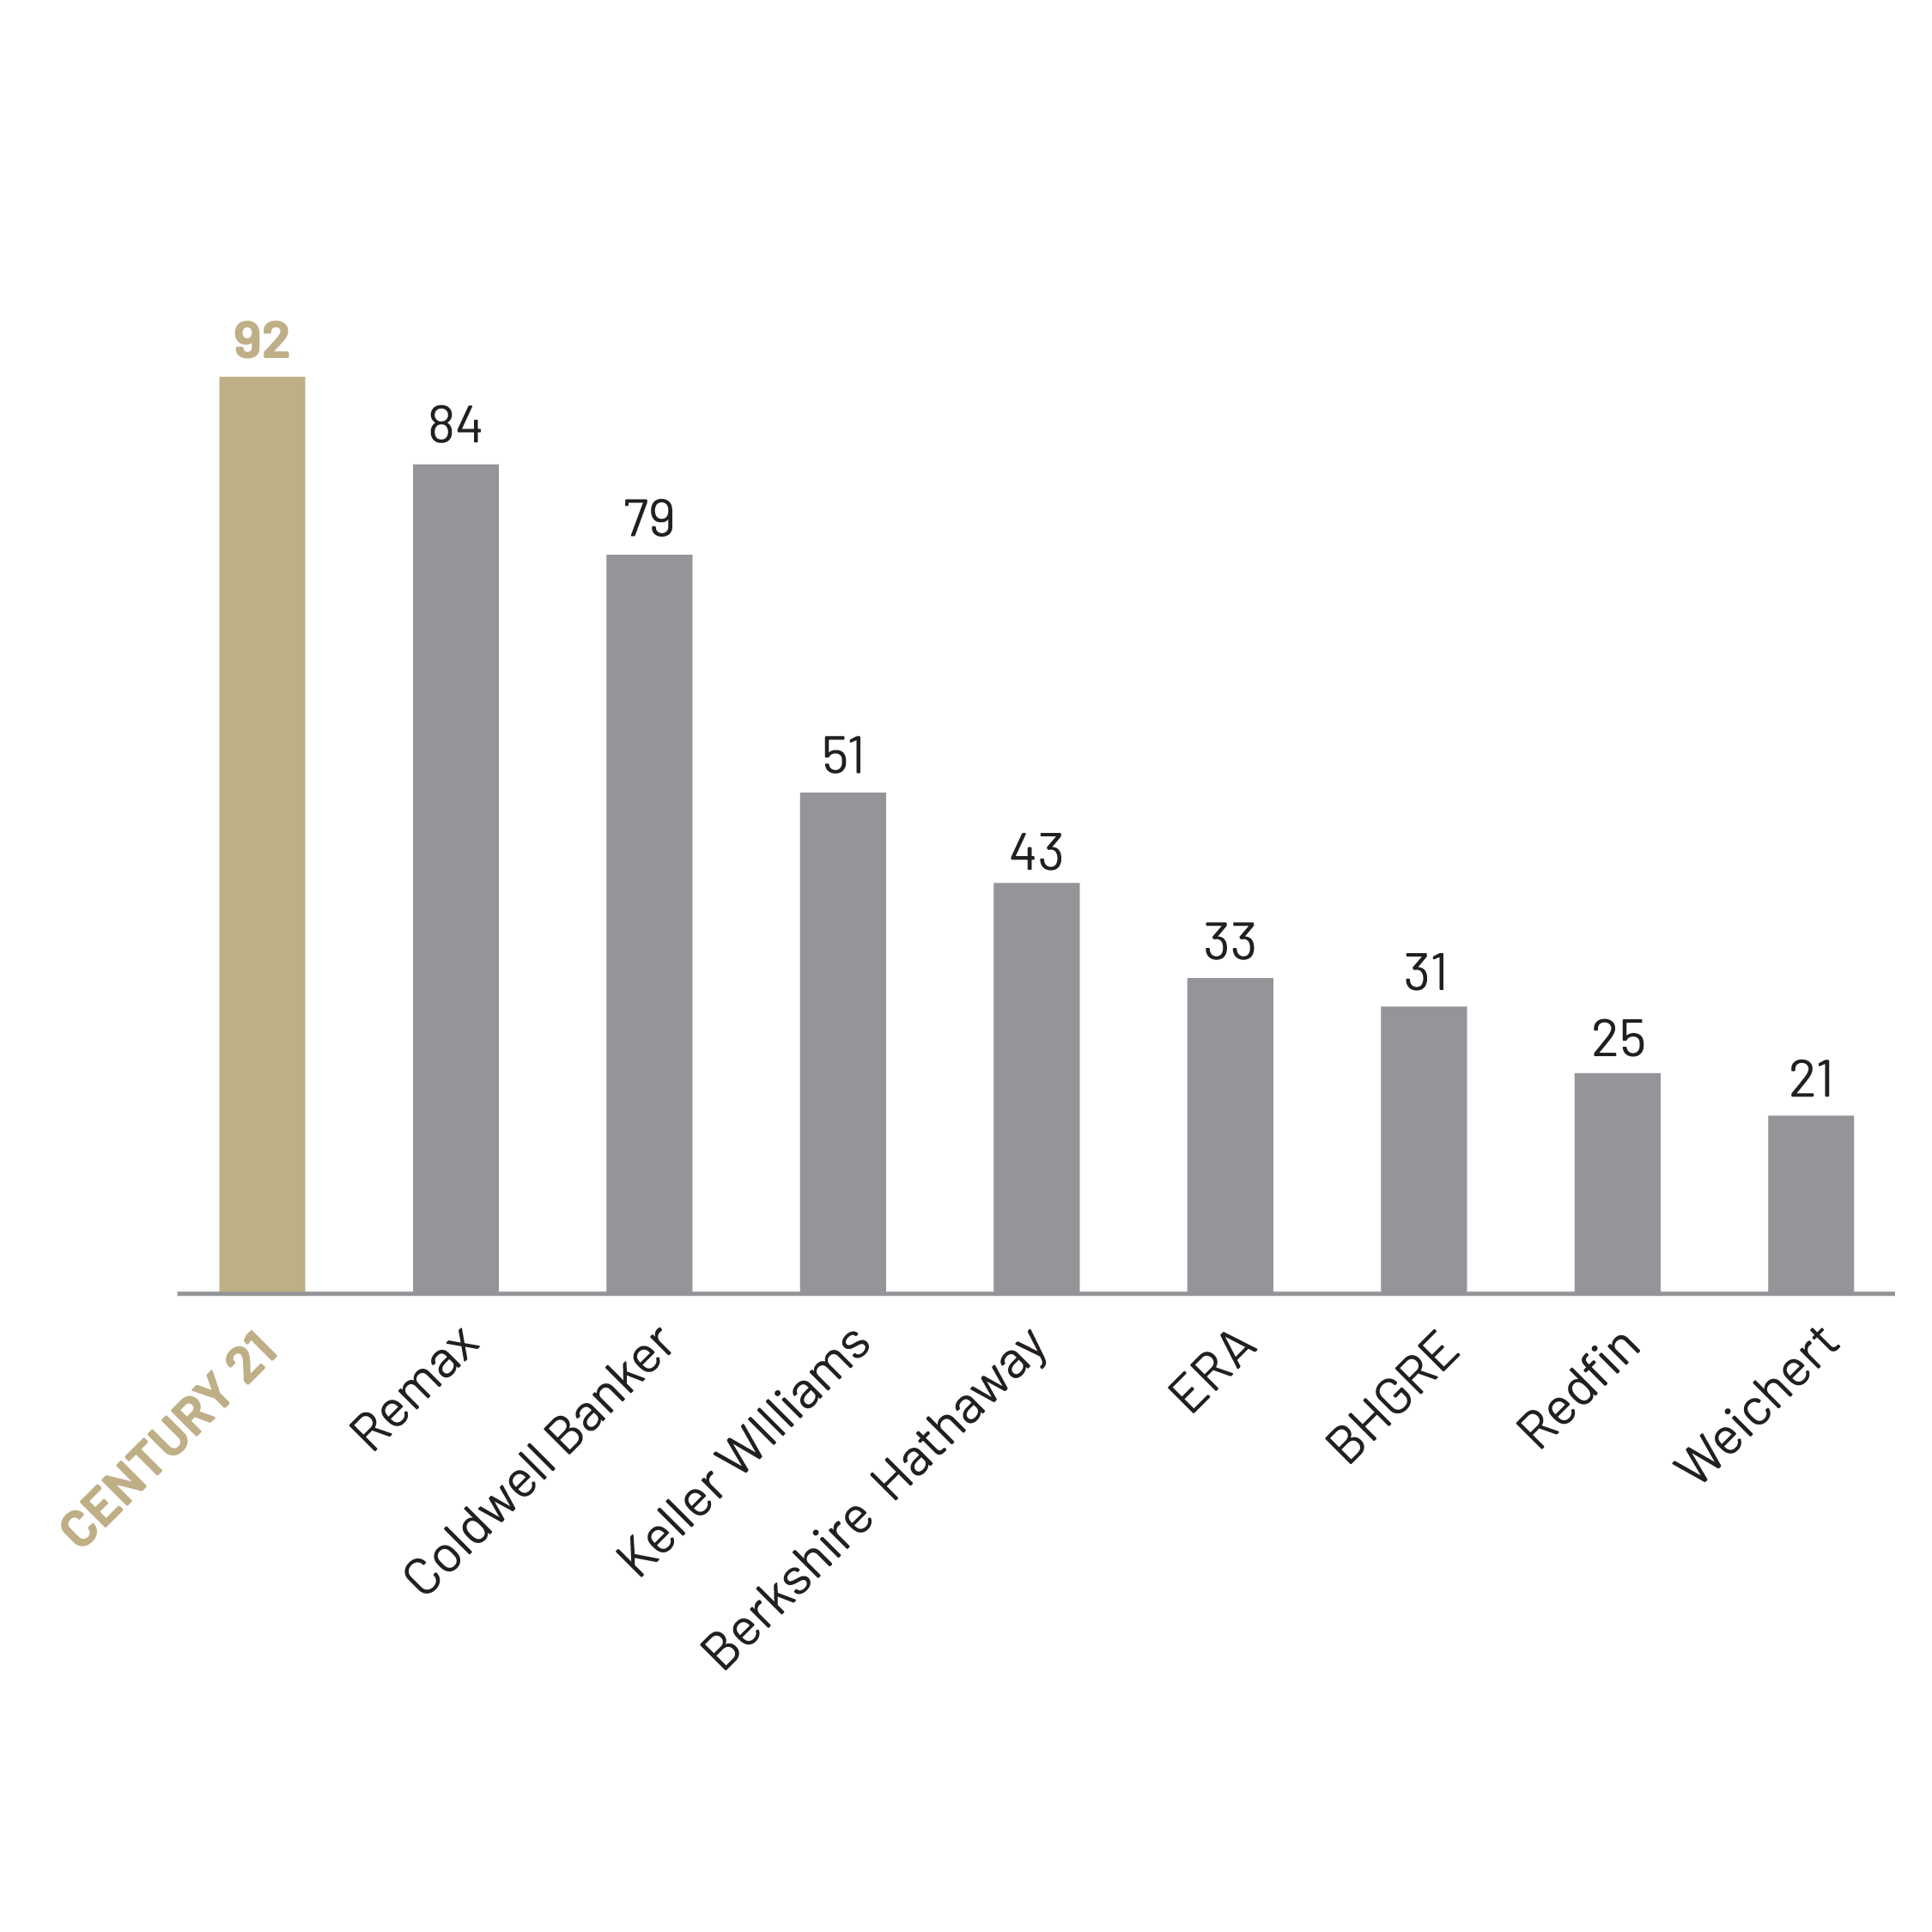 92
84
79
51
43
33
31
25
21
CENTURY 21
Remax
Coldwell Banker
Keller Williams
Berkshire Hathaway
ERA
BHGRE
Redfin
Weichert